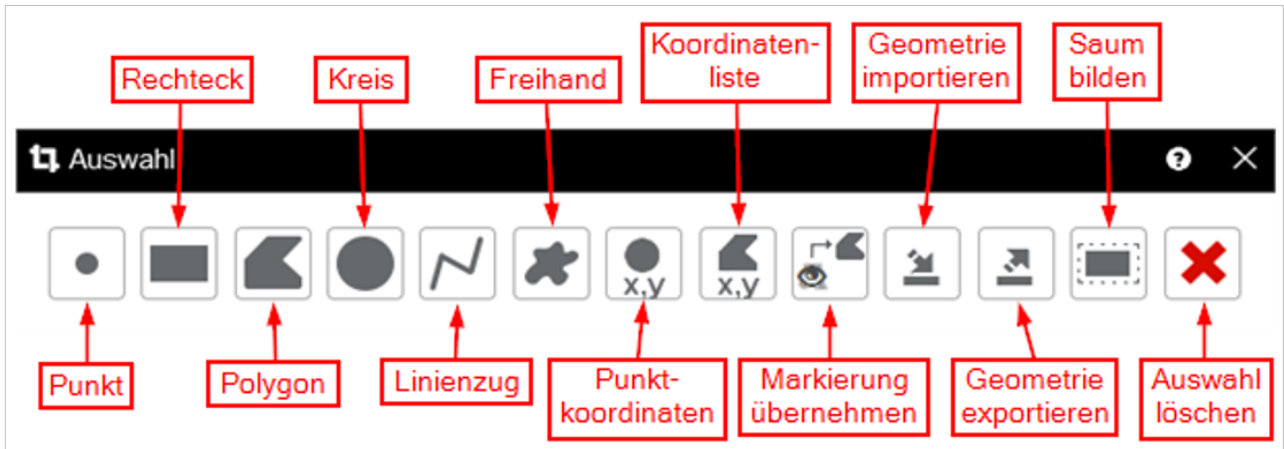 Rechteck
Kreis
Freihand
Koordinaten-
liste
Geometrie
importieren
Saum
bilden
Auswahl
?
x,y
x,y
Punkt
Polygon
Linienzug
Punkt-
koordinaten
Markierung
übernehmen
Geometrie
exportieren
Auswahl
löschen